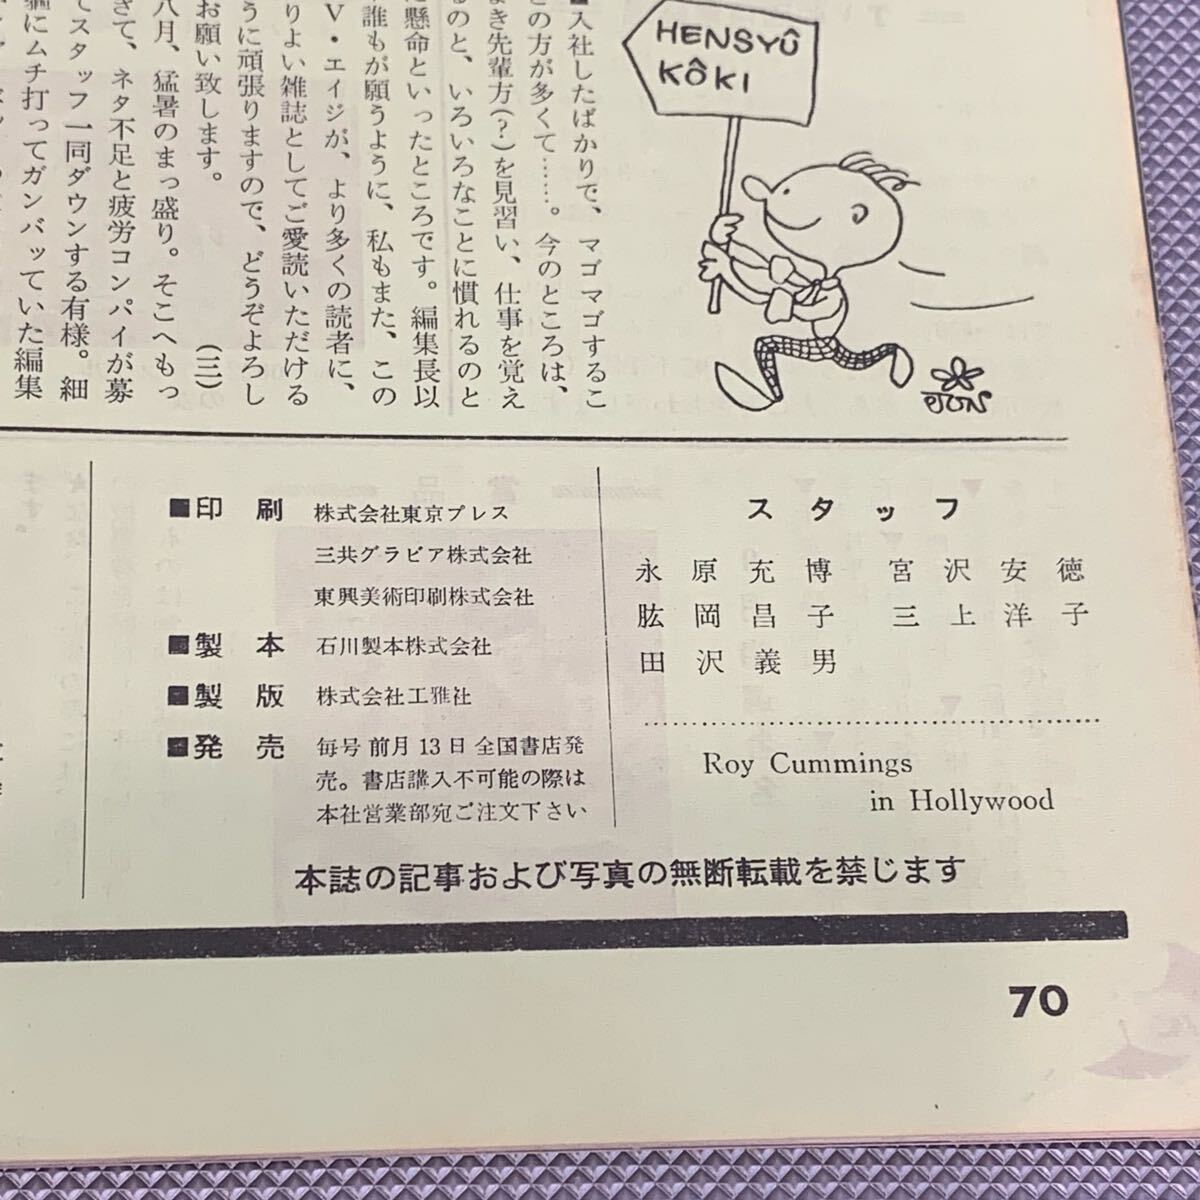 HENSYÛ
KÔKI
■入社したばかりで、マゴマゴするこ
との方が多くて……。今のところは、
まき先輩方(?)を見習い、仕事を覚え
るのと、いろいろなことに慣れるのと
懸命といったところです。編集長以
誰もが願うように、私もまた、この
V・エイジが、より多くの読者に、
りよい雑誌としてご愛読いただける
うに頑張りますので、どうぞよろし
お願い致します。 (三)
八月、猛暑のまっ盛り。そこへもっ
きて、ネタ不足と疲労コンパイが募
てスタッフ一同ダウンする有様。細
にムチ打ってガンバッていた編集
スタッフ
永原充博 宮沢安徳
肱岡昌子 三上洋子
田沢義男
Roy Cummings
in Hollywood
■印刷 株式会社東京プレス
三共グラビア株式会社
東興美術印刷株式会社
■製本 石川製本株式会社
■製版 株式会社工雅社
■発売 毎号前月13日全国書店発
売。書店購入不可能の際は
本社営業部宛ご注文下さい
本誌の記事および写真の無断転載を禁じます
70